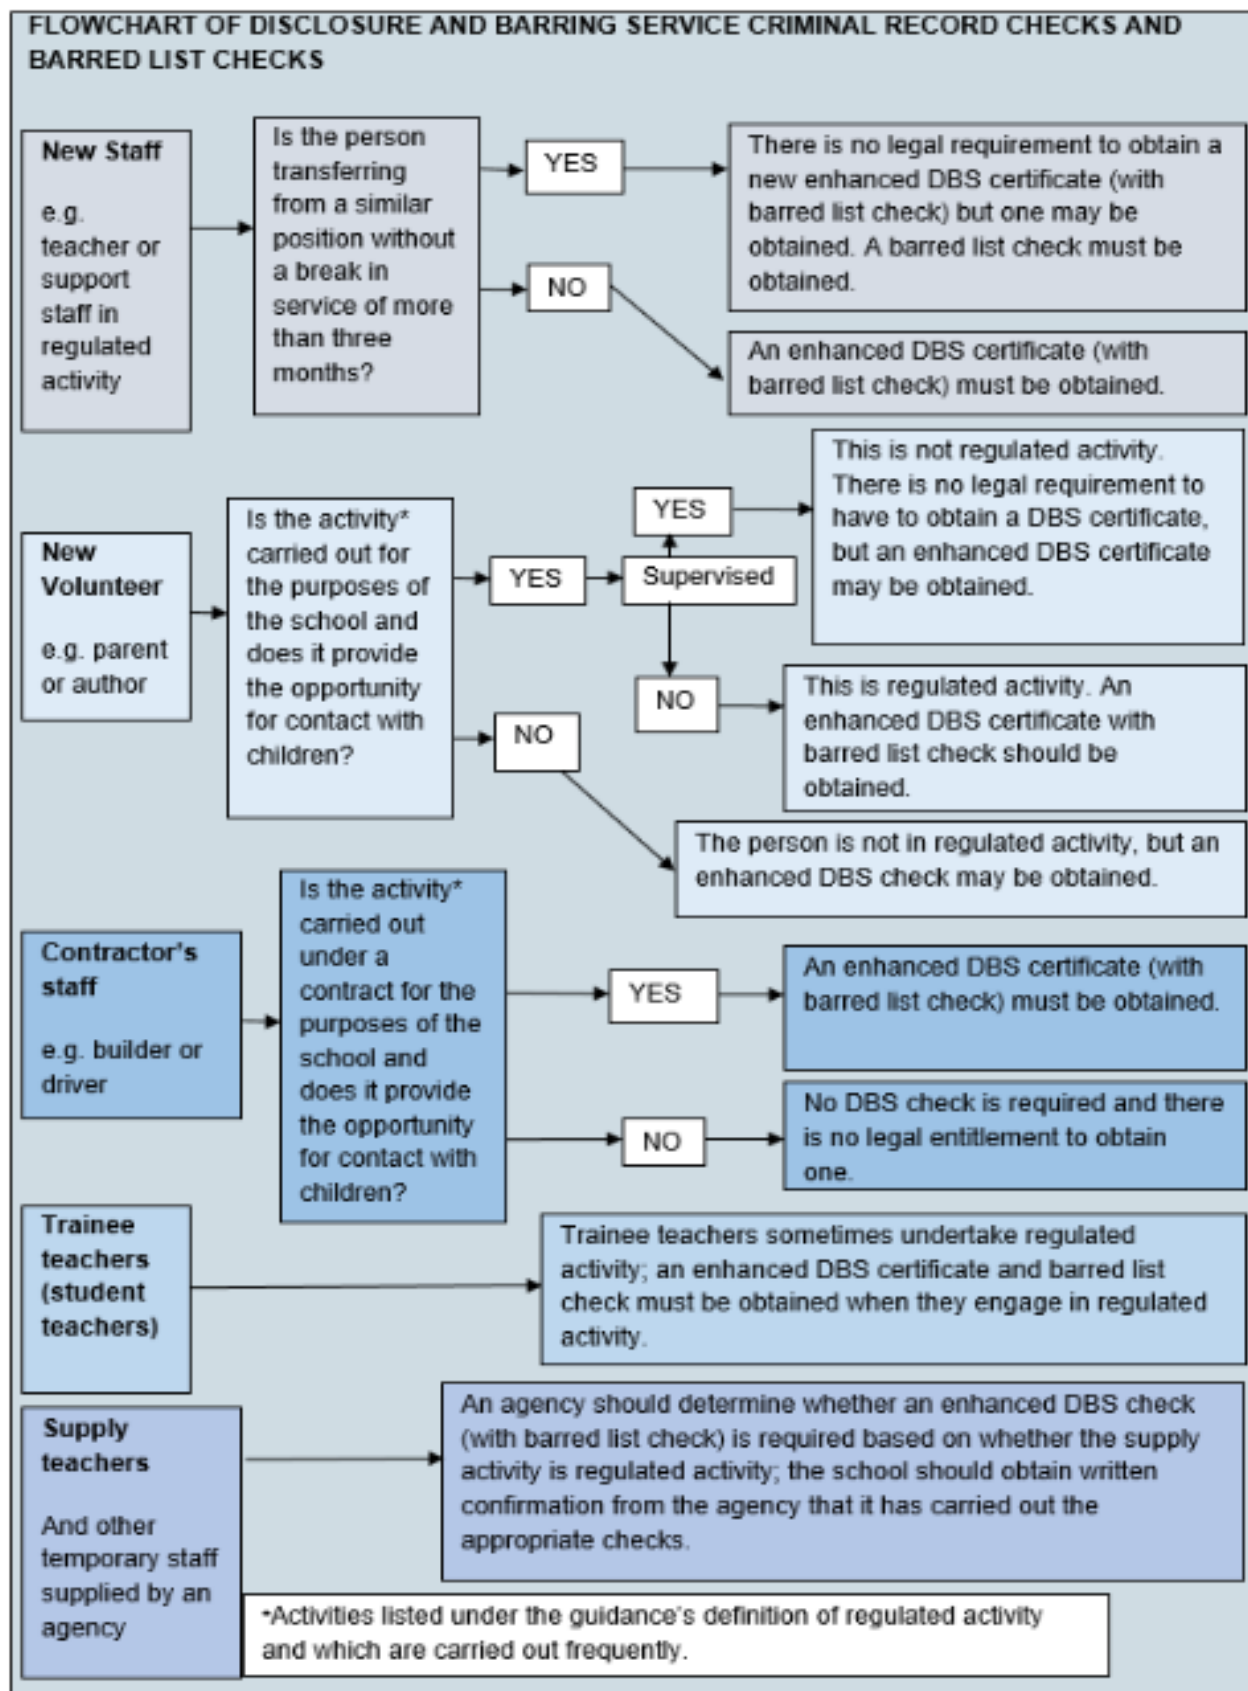 FLOWCHART OF DISCLOSURE AND BARRING SERVICE CRIMINAL RECORD CHECKS AND
BARRED LIST CHECKS
New Staff
e.g.
teacher or
support
staff in
regulated
activity
Is the person
transferring
from a similar
position without
a break in
service of more
than three
months?
YES
There is no legal requirement to obtain a
new enhanced DBS certificate (with
barred list check) but one may be
obtained. A barred list check must be
obtained.
NO
An enhanced DBS certificate (with
barred list check) must be obtained.
New
Volunteer
e.g. parent
or author
Is the activity*
carried out for
the purposes of
the school and
does it provide
the opportunity
for contact with
children?
YES
Supervised
YES
This is not regulated activity.
There is no legal requirement to
have to obtain a DBS certificate,
but an enhanced DBS certificate
may be obtained.
NO
This is regulated activity. An
enhanced DBS certificate with
barred list check should be
obtained.
NO
The person is not in regulated activity, but an
enhanced DBS check may be obtained.
Contractor's
staff
e.g. builder or
driver
Is the activity*
carried out
under a
contract for the
purposes of the
school and
does it provide
the opportunity
for contact with
children?
YES
An enhanced DBS certificate (with
barred list check) must be obtained.
NO
No DBS check is required and there
is no legal entitlement to obtain
one.
Trainee
teachers
(student
teachers)
Trainee teachers sometimes undertake regulated
activity; an enhanced DBS certificate and barred list
check must be obtained when they engage in regulated
activity.
Supply
teachers
And other
temporary staff
supplied by an
agency
An agency should determine whether an enhanced DBS check
(with barred list check) is required based on whether the supply
activity is regulated activity; the school should obtain written
confirmation from the agency that it has carried out the
appropriate checks.
*Activities listed under the guidance's definition of regulated activity
and which are carried out frequently.